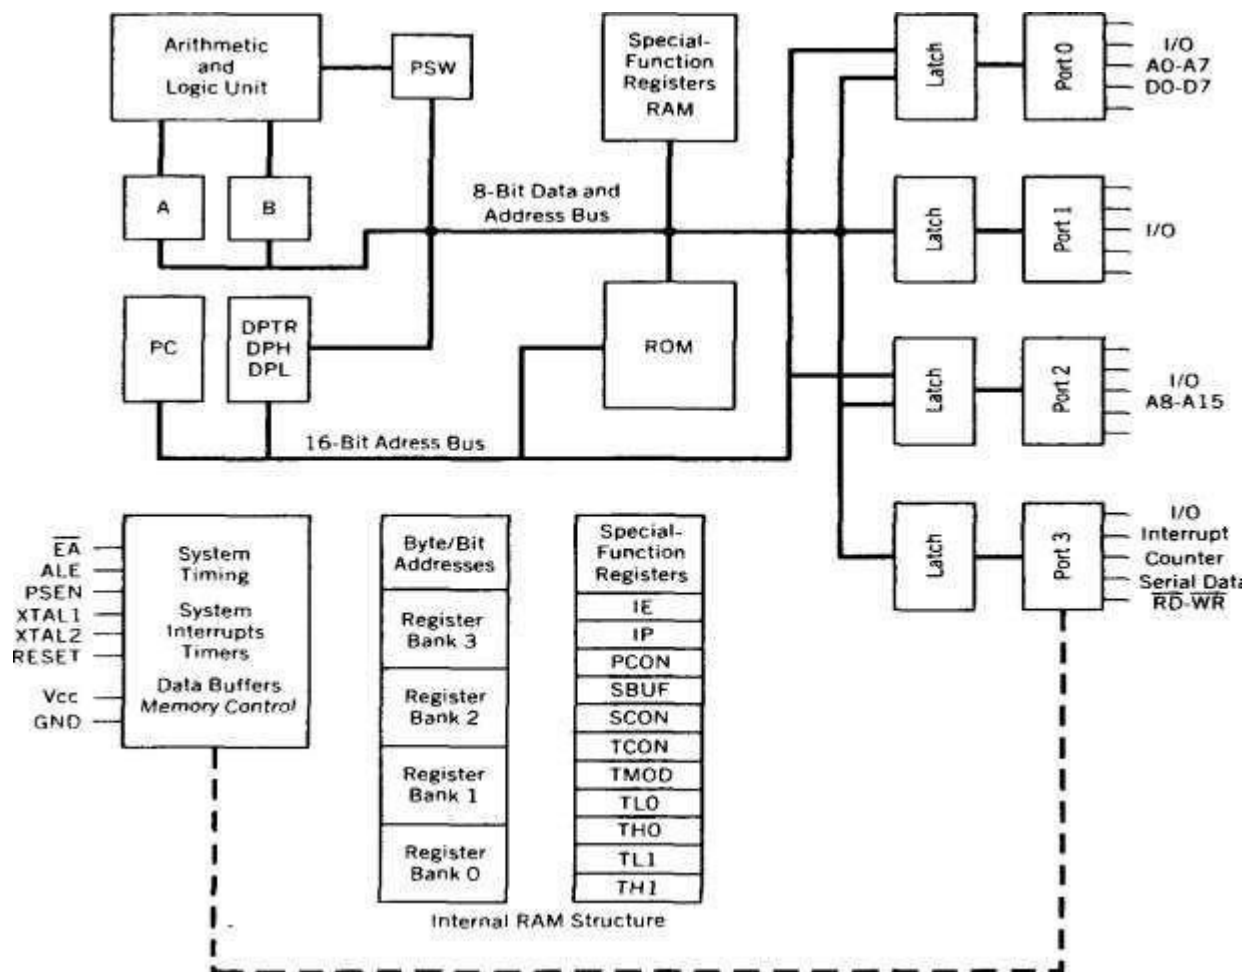 Arithmetic
and
Logic Unit
PSW
Special-
Function
Registers
RAM
Latch
Port 0
I/O
A0-A7
D0-D7
A
B
8-Bit Data and
Address Bus
Latch
Port 1
I/O
PC
DPTR
DPH
DPL
ROM
Latch
Port 2
I/O
A8-A15
16-Bit Adress Bus
EA
ALE
PSEN
XTAL1
XTAL2
RESET
Vcc
GND
System
Timing
System
Interrupts
Timers
Data Buffers
Memory Control
Byte/Bit
Addresses
Register
Bank 3
Register
Bank 2
Register
Bank 1
Register
Bank 0
Special-
Function
Registers
IE
IP
PCON
SBUF
SCON
TCON
TMOD
TL0
TH0
TL1
TH1
Internal RAM Structure
Latch
Port 3
I/O
Interrupt
Counter
Serial Data
RD-WR